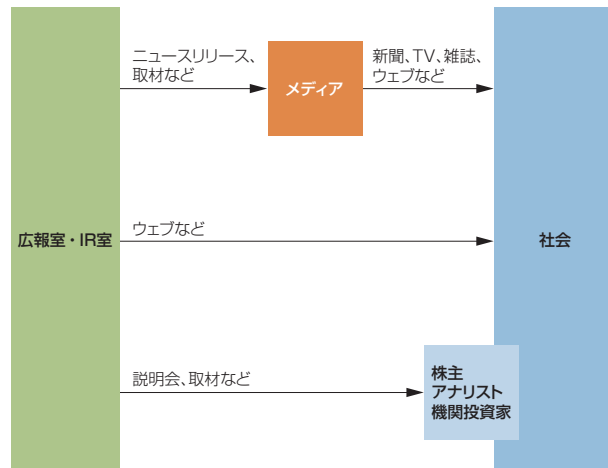 ニュースリリース、
取材など
メディア
新聞、TV、雑誌、
ウェブなど
広報室・IR室
ウェブなど
社会
説明会、取材など
株主
アナリスト
機関投資家